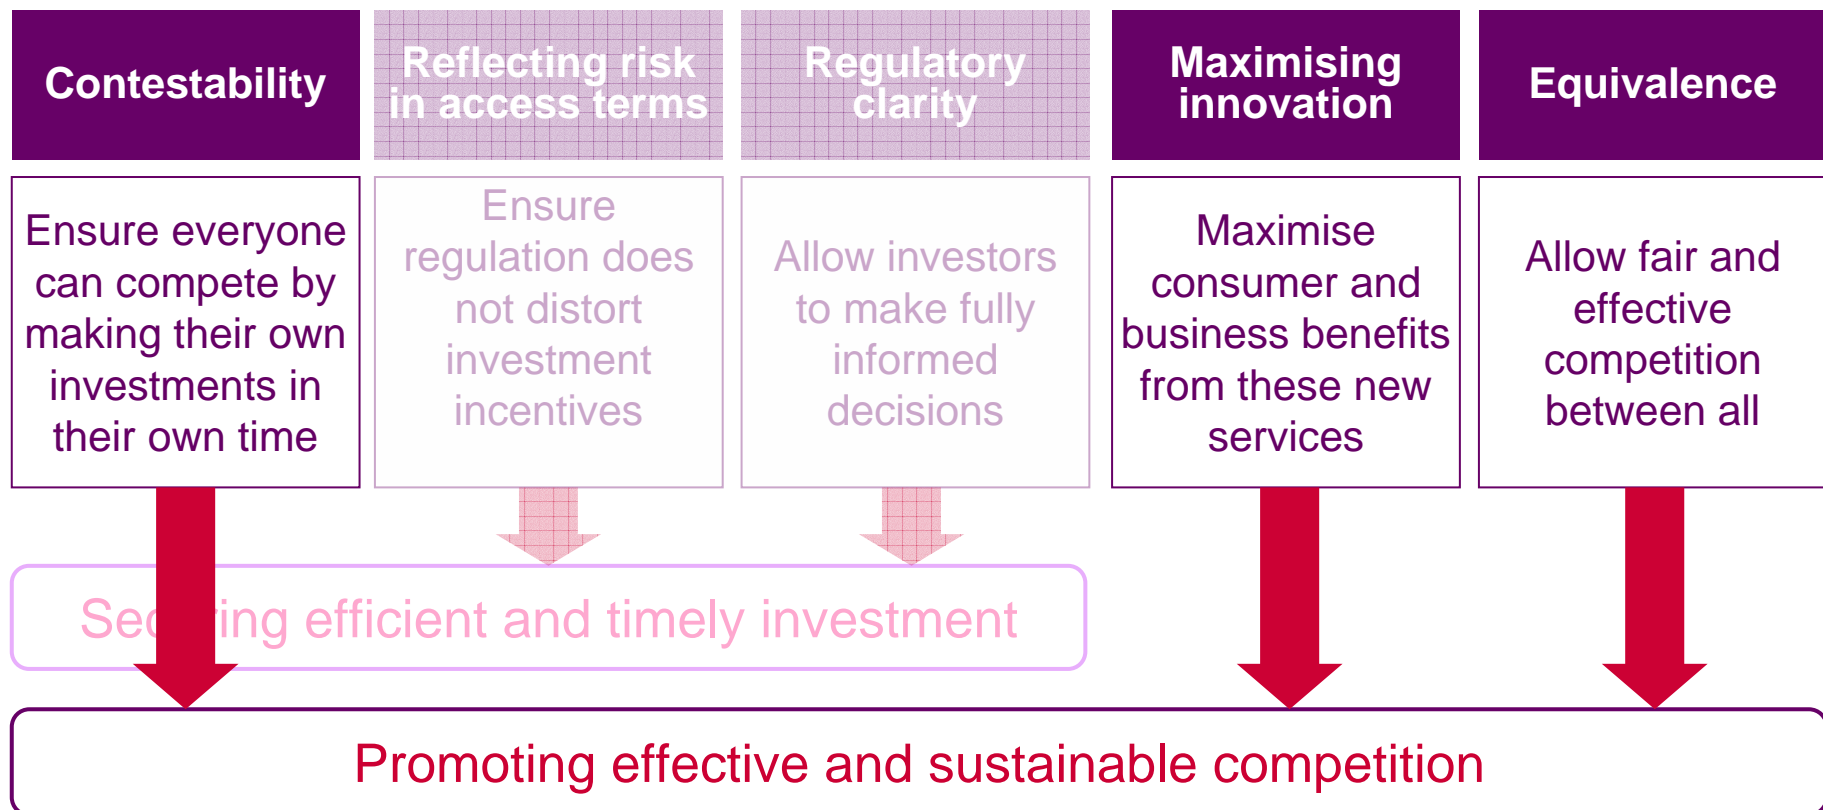 Contestability
Reflecting risk
in access terms
Regulatory
clarity
Maximising
innovation
Equivalence
Ensure everyone
can compete by
making their own
investments in
their own time
Ensure
regulation does
not distort
investment
incentives
Allow investors
to make fully
informed
decisions
Maximise
consumer and
business benefits
from these new
services
Allow fair and
effective
competition
between all
Securing efficient and timely investment
Promoting effective and sustainable competition